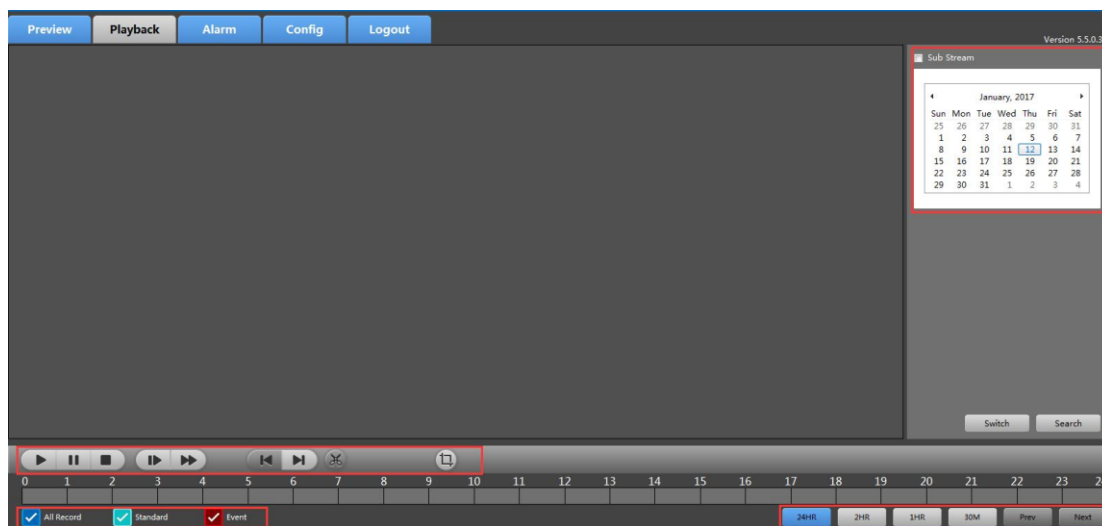 Preview Playback Alarm Config Logout
Version 5.5.0.3
Sub Stream
January, 2017
Sun Mon Tue Wed Thu Fri Sat
25 26 27 28 29 30 31
1 2 3 4 5 6 7
8 9 10 11 12 13 14
15 16 17 18 19 20 21
22 23 24 25 26 27 28
29 30 31 1 2 3 4
Switch Search
0 1 2 3 4 5 6 7 8 9 10 11 12 13 14 15 16 17 18 19 20 21 22 23
All Record Standard Event 24HR 2HR 1HR 30M Prev Next